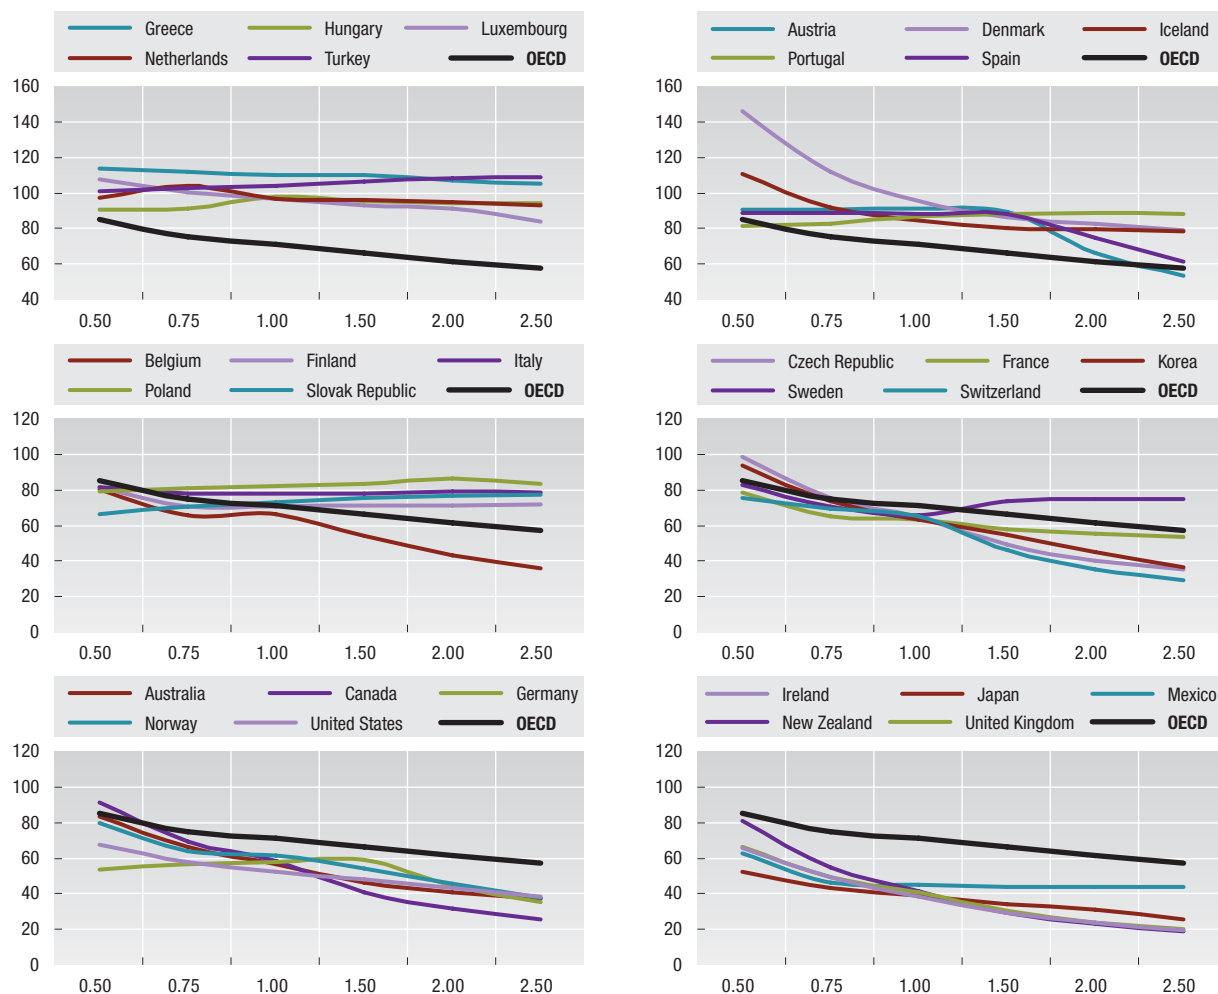 Greece Hungary Luxembourg
Netherlands Turkey OECD
160
140
120
100
80
60
40
0.50 0.75 1.00 1.50 2.00 2.50
Austria Denmark Iceland
Portugal Spain OECD
160
140
120
100
80
60
40
0.50 0.75 1.00 1.50 2.00 2.50
Belgium Finland Italy
Poland Slovak Republic OECD
120
100
80
60
40
20
0
0.50 0.75 1.00 1.50 2.00 2.50
Czech Republic France Korea
Sweden Switzerland OECD
120
100
80
60
40
20
0
0.50 0.75 1.00 1.50 2.00 2.50
Australia Canada Germany
Norway United States OECD
120
100
80
60
40
20
0
0.50 0.75 1.00 1.50 2.00 2.50
Ireland Japan Mexico
New Zealand United Kingdom OECD
120
100
80
60
40
20
0
0.50 0.75 1.00 1.50 2.00 2.50